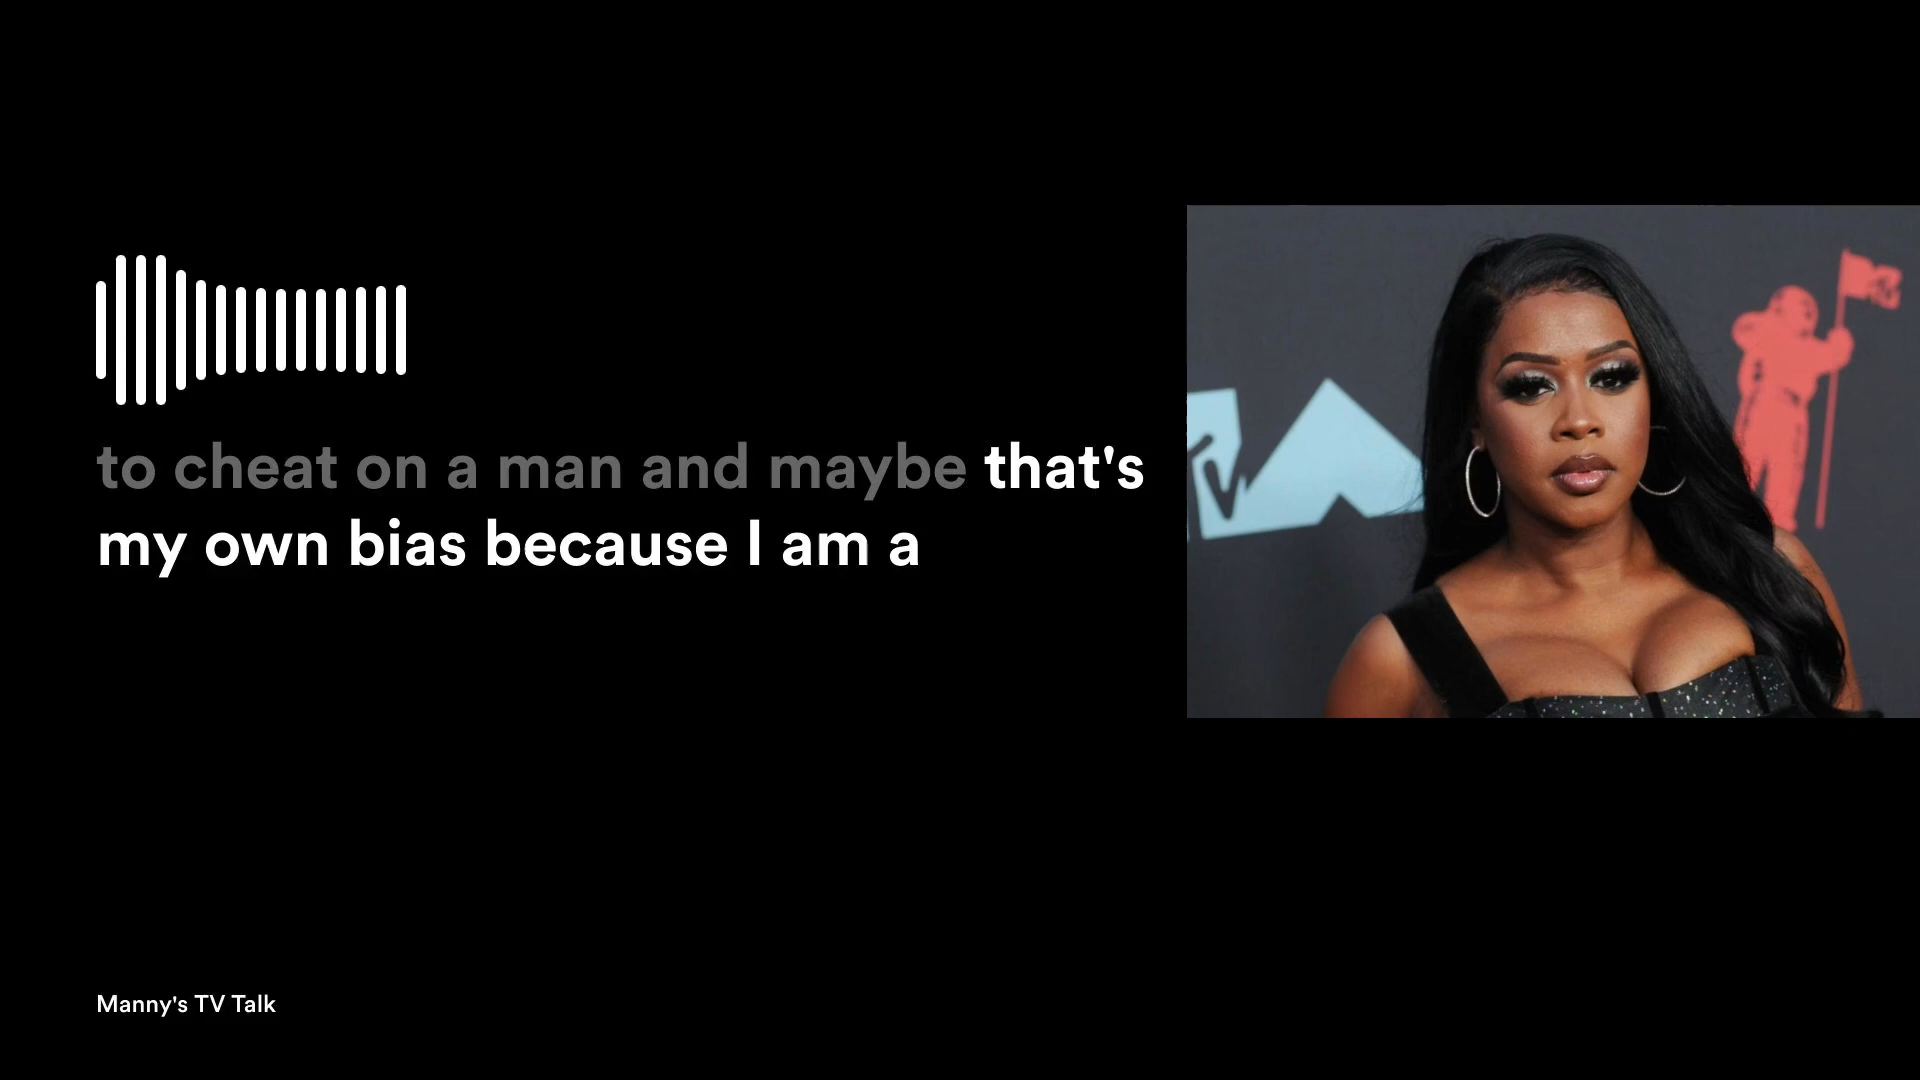 to cheat on a man and maybe that's
my own bias because I am a
Manny's TV Talk